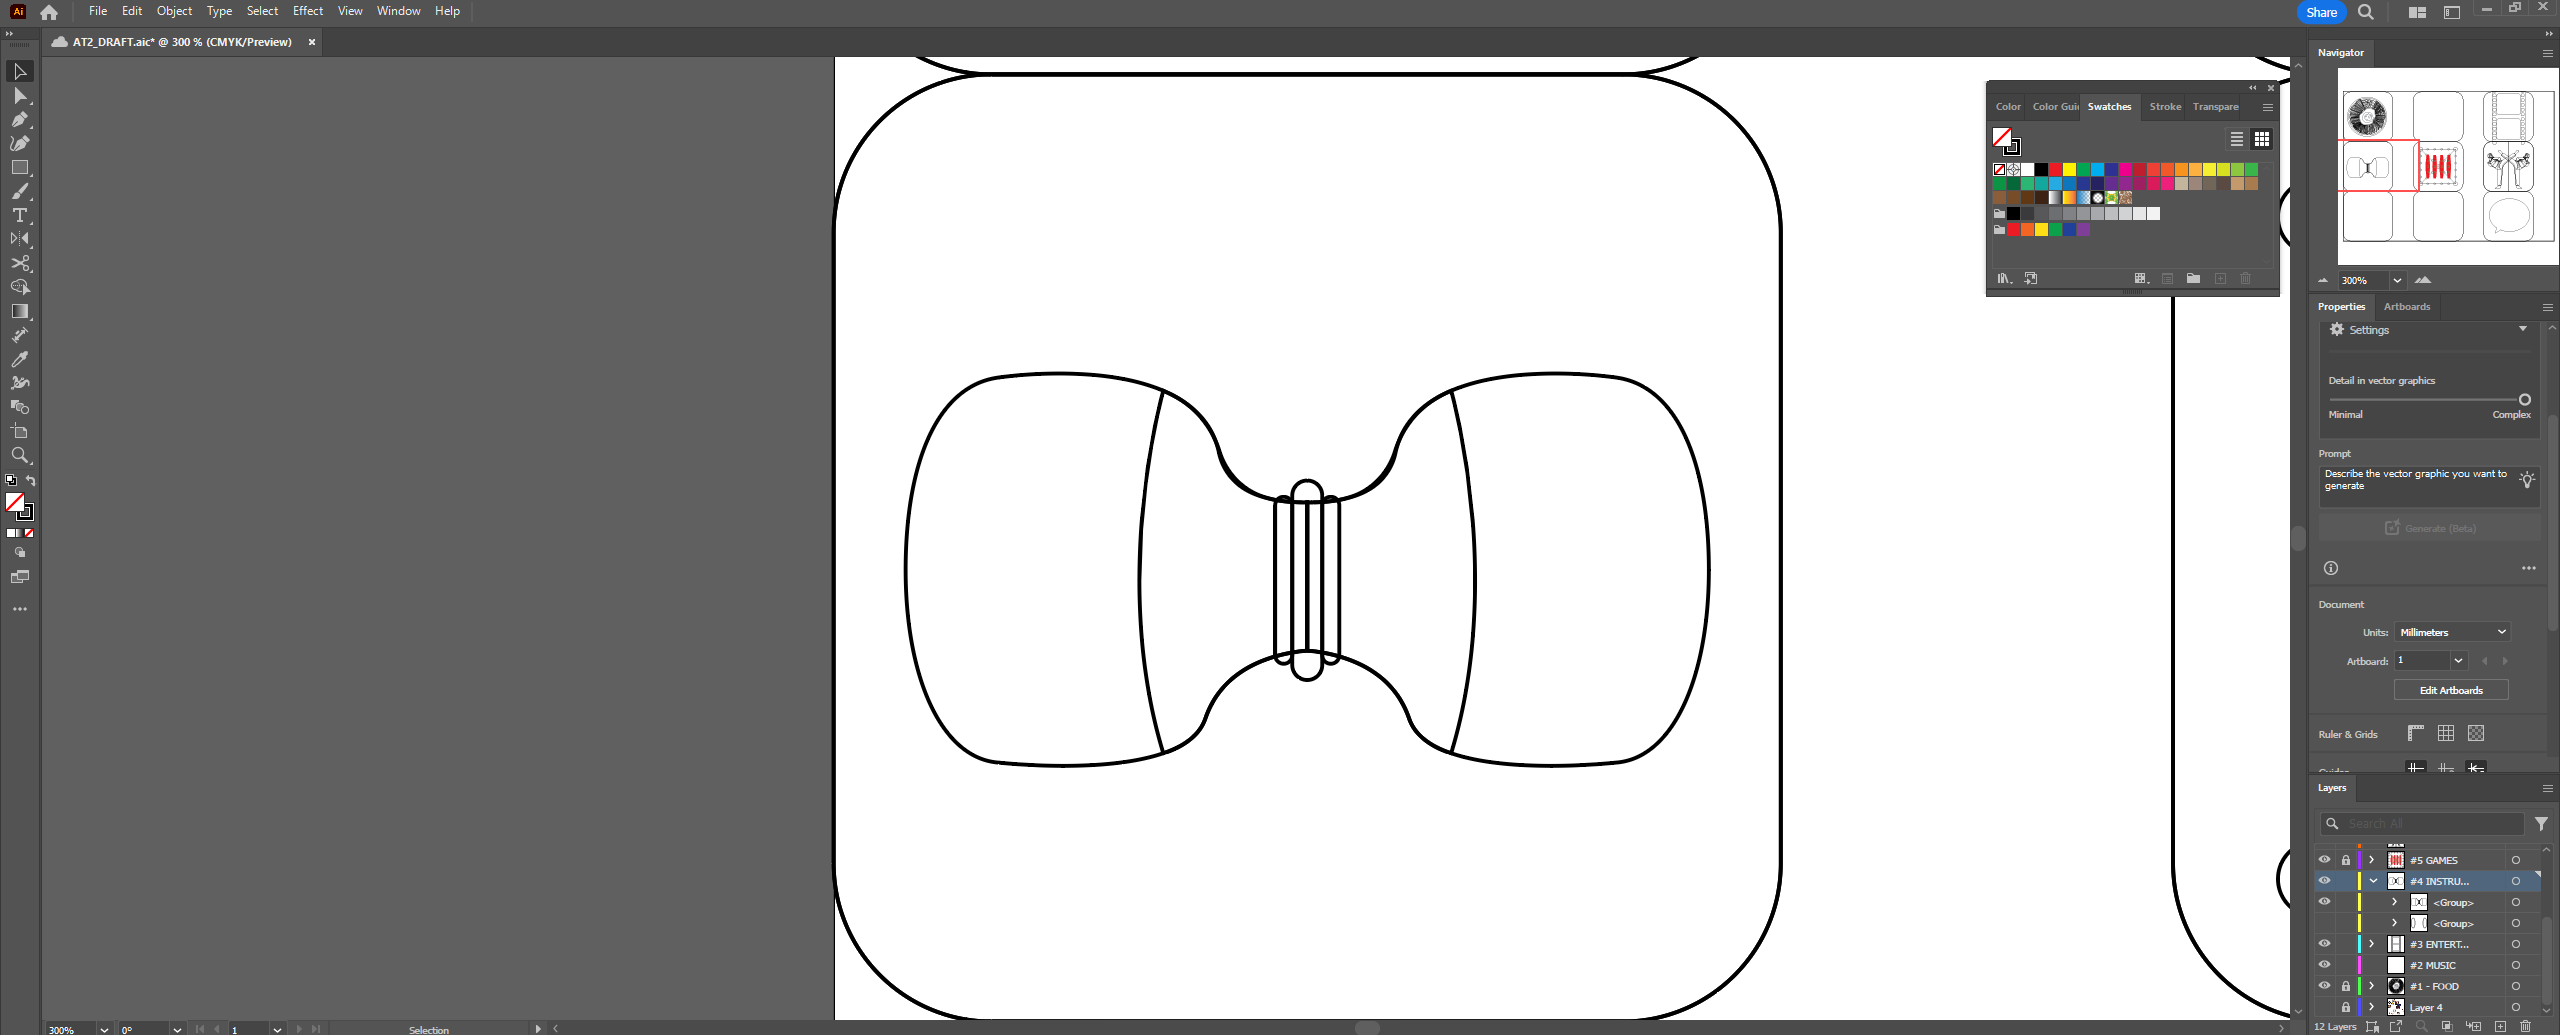 Ai
File Edit Object Type Select Effect View Window Help
Share
AT2_DRAFT.aic* @ 300 % (CMYK/Preview) ×
Navigator
Color Color Guid Swatches Stroke Transpare
300%
Properties Artboards
Settings
Detail in vector graphics
Minimal Complex
Prompt
Describe the vector graphic you want to
generate
Generate (Beta)
Document
Units: Millimeters
Artboard: 1
Edit Artboards
Ruler & Grids
Layers
Search All
#5 GAMES
#4 INSTRU...
<Group>
<Group>
#3 ENTERT...
#2 MUSIC
#1 - FOOD
Layer 4
12 Layers
300% 0° 1 Selection